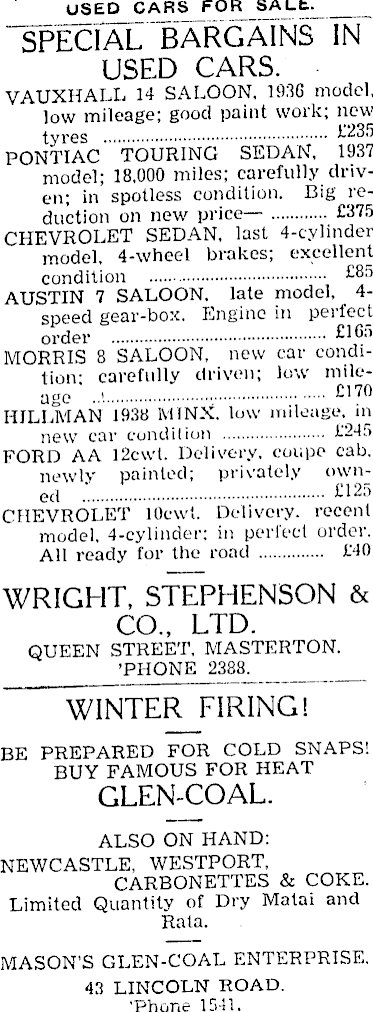 USED CARS FOR SALE.
SPECIAL BARGAINS IN
USED CARS.
VAUXHALL 14 SALOON, 1936 model,
low mileage; good paint work; new
tyres ........................................ £235
PONTIAC TOURING SEDAN, 1937
model; 18,000 miles; carefully driv-
en; in spotless condition. Big re-
duction on new price— ............ £375
CHEVROLET SEDAN, last 4-cylinder
model, 4-wheel brakes; excellent
condition ................................ £85
AUSTIN 7 SALOON, late model, 4-
speed gear-box. Engine in perfect
order ........................................ £165
MORRIS 8 SALOON, new car condi-
tion; carefully driven; low mile-
age ........................................ £170
HILLMAN 1938 MINX, low mileage, in
new car condition .................. £245
FORD AA 12cwt. Delivery, coupe cab,
newly painted; privately own-
ed ........................................ £125
CHEVROLET 10cwt. Delivery, recent
model, 4-cylinder; in perfect order.
All ready for the road ............. £40
WRIGHT, STEPHENSON &
CO., LTD.
QUEEN STREET, MASTERTON.
'PHONE 2388.
WINTER FIRING!
BE PREPARED FOR COLD SNAPS!
BUY FAMOUS FOR HEAT
GLEN-COAL.
ALSO ON HAND:
NEWCASTLE, WESTPORT,
CARBONETTES & COKE.
Limited Quantity of Dry Matai and
Rata.
MASON'S GLEN-COAL ENTERPRISE.
43 LINCOLN ROAD.
'Phone 1541.